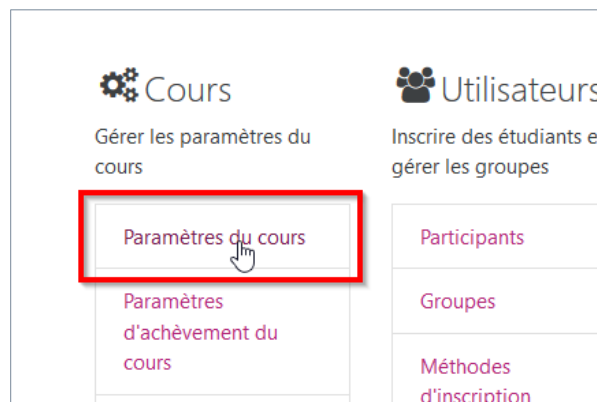 Cours
Gérer les paramètres du
cours
Paramètres du cours
Paramètres
d'achèvement du
cours
Utilisateurs
Inscrire des étudiants e
gérer les groupes
Participants
Groupes
Méthodes
d'inscription